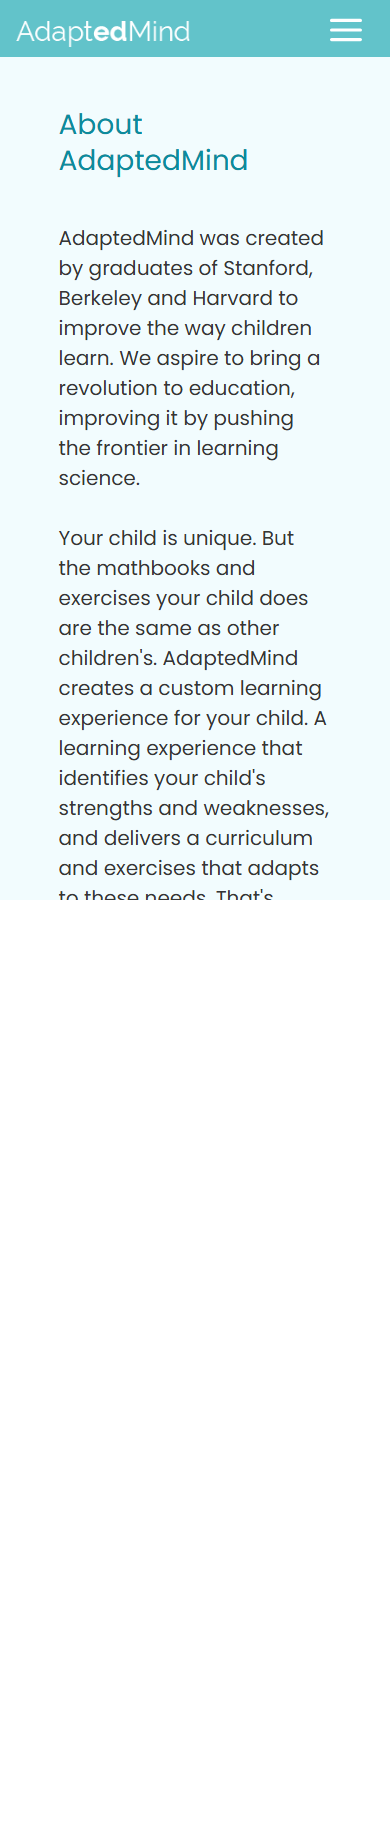 AdaptedMind
About
AdaptedMind
AdaptedMind was created
by graduates of Stanford,
Berkeley and Harvard to
improve the way children
learn. We aspire to bring a
revolution to education,
improving it by pushing
the frontier in learning
science.
Your child is unique. But
the mathbooks and
exercises your child does
are the same as other
children's. AdaptedMind
creates a custom learning
experience for your child. A
learning experience that
identifies your child's
strengths and weaknesses,
and delivers a curriculum
and exercises that adapts
to these needs. That's